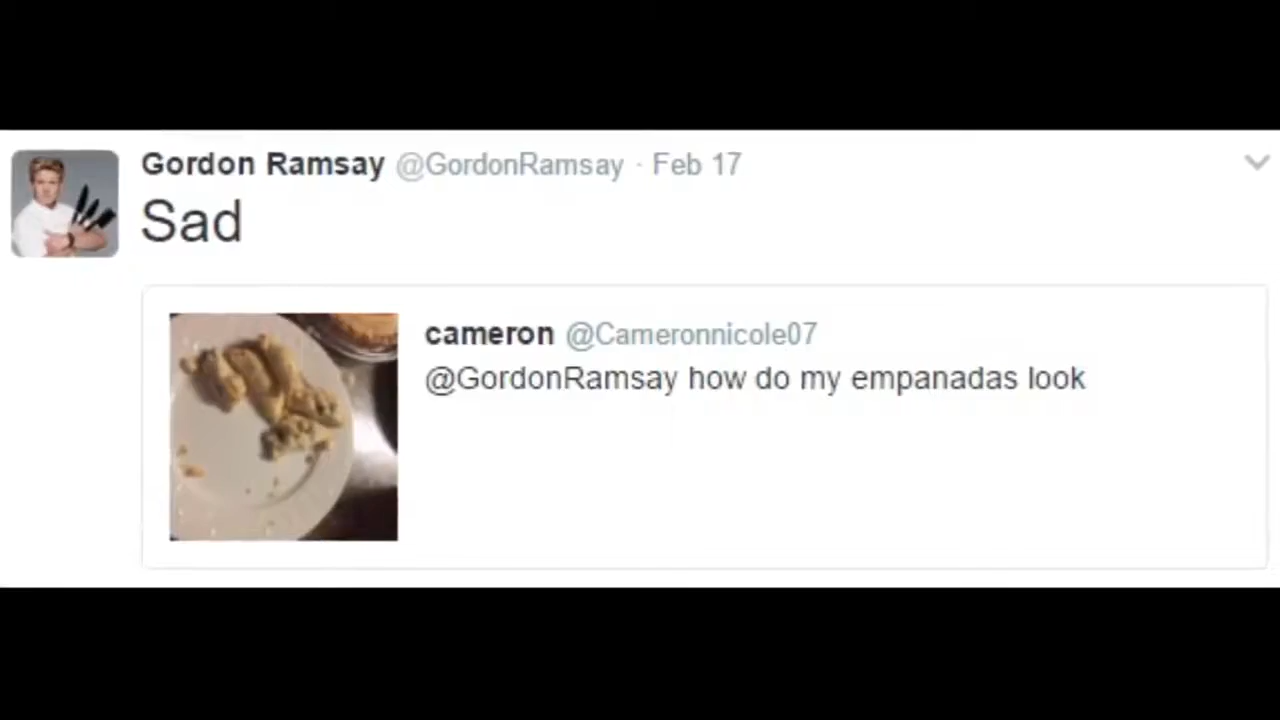 Gordon Ramsay @GordonRamsay · Feb 17
Sad
cameron @Cameronnicole07
@GordonRamsay how do my empanadas look